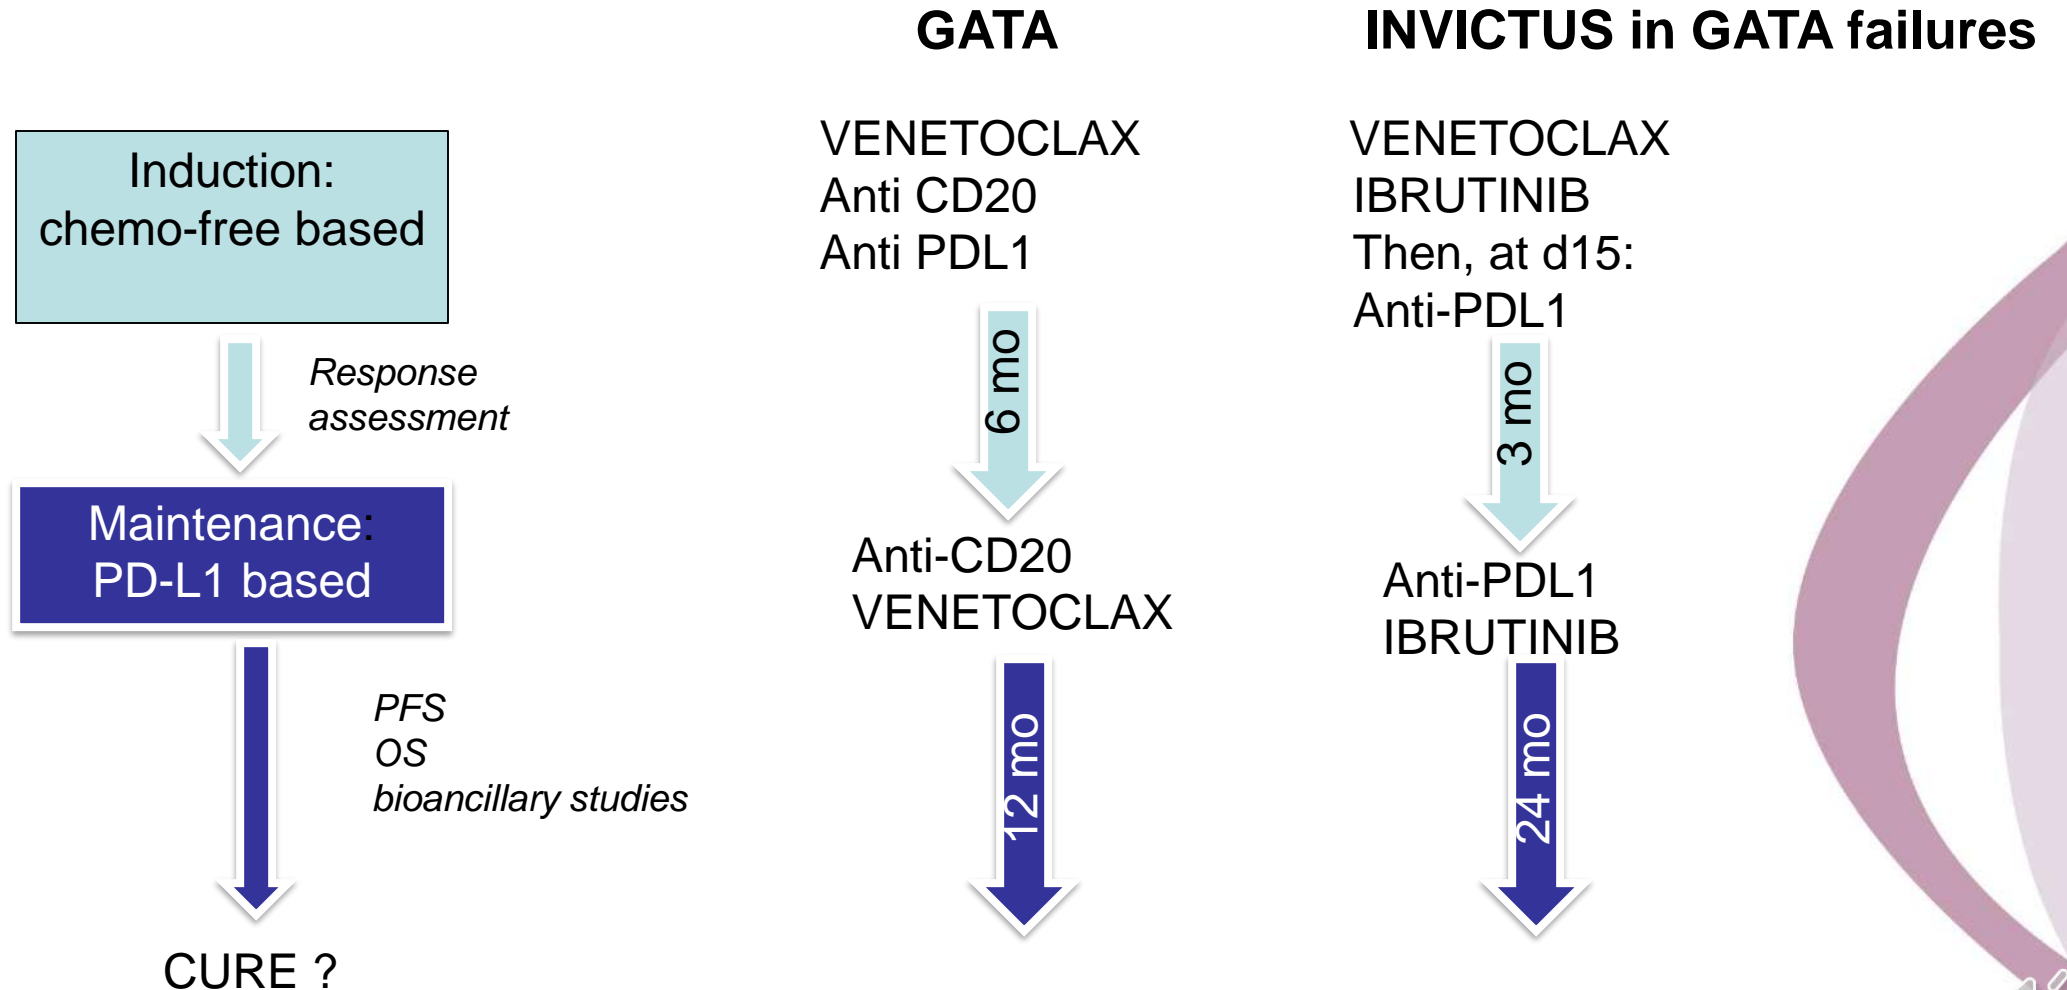 GATA
INVICTUS in GATA failures
Induction:
chemo-free based
Response
assessment
Maintenance:
PD-L1 based
PFS
OS
bioancillary studies
CURE ?
VENETOCLAX
Anti CD20
Anti PDL1
6 mo
Anti-CD20
VENETOCLAX
12 mo
VENETOCLAX
IBRUTINIB
Then, at d15:
Anti-PDL1
3 mo
Anti-PDL1
IBRUTINIB
24 mo